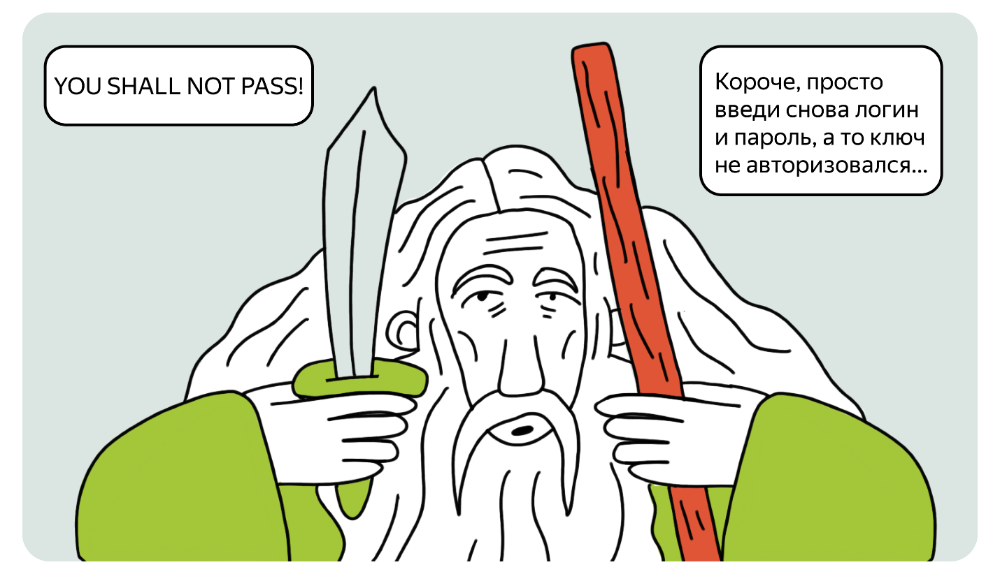 YOU SHALL NOT PASS!
Короче, просто
введи снова логин
и пароль, а то ключ
не авторизовался...